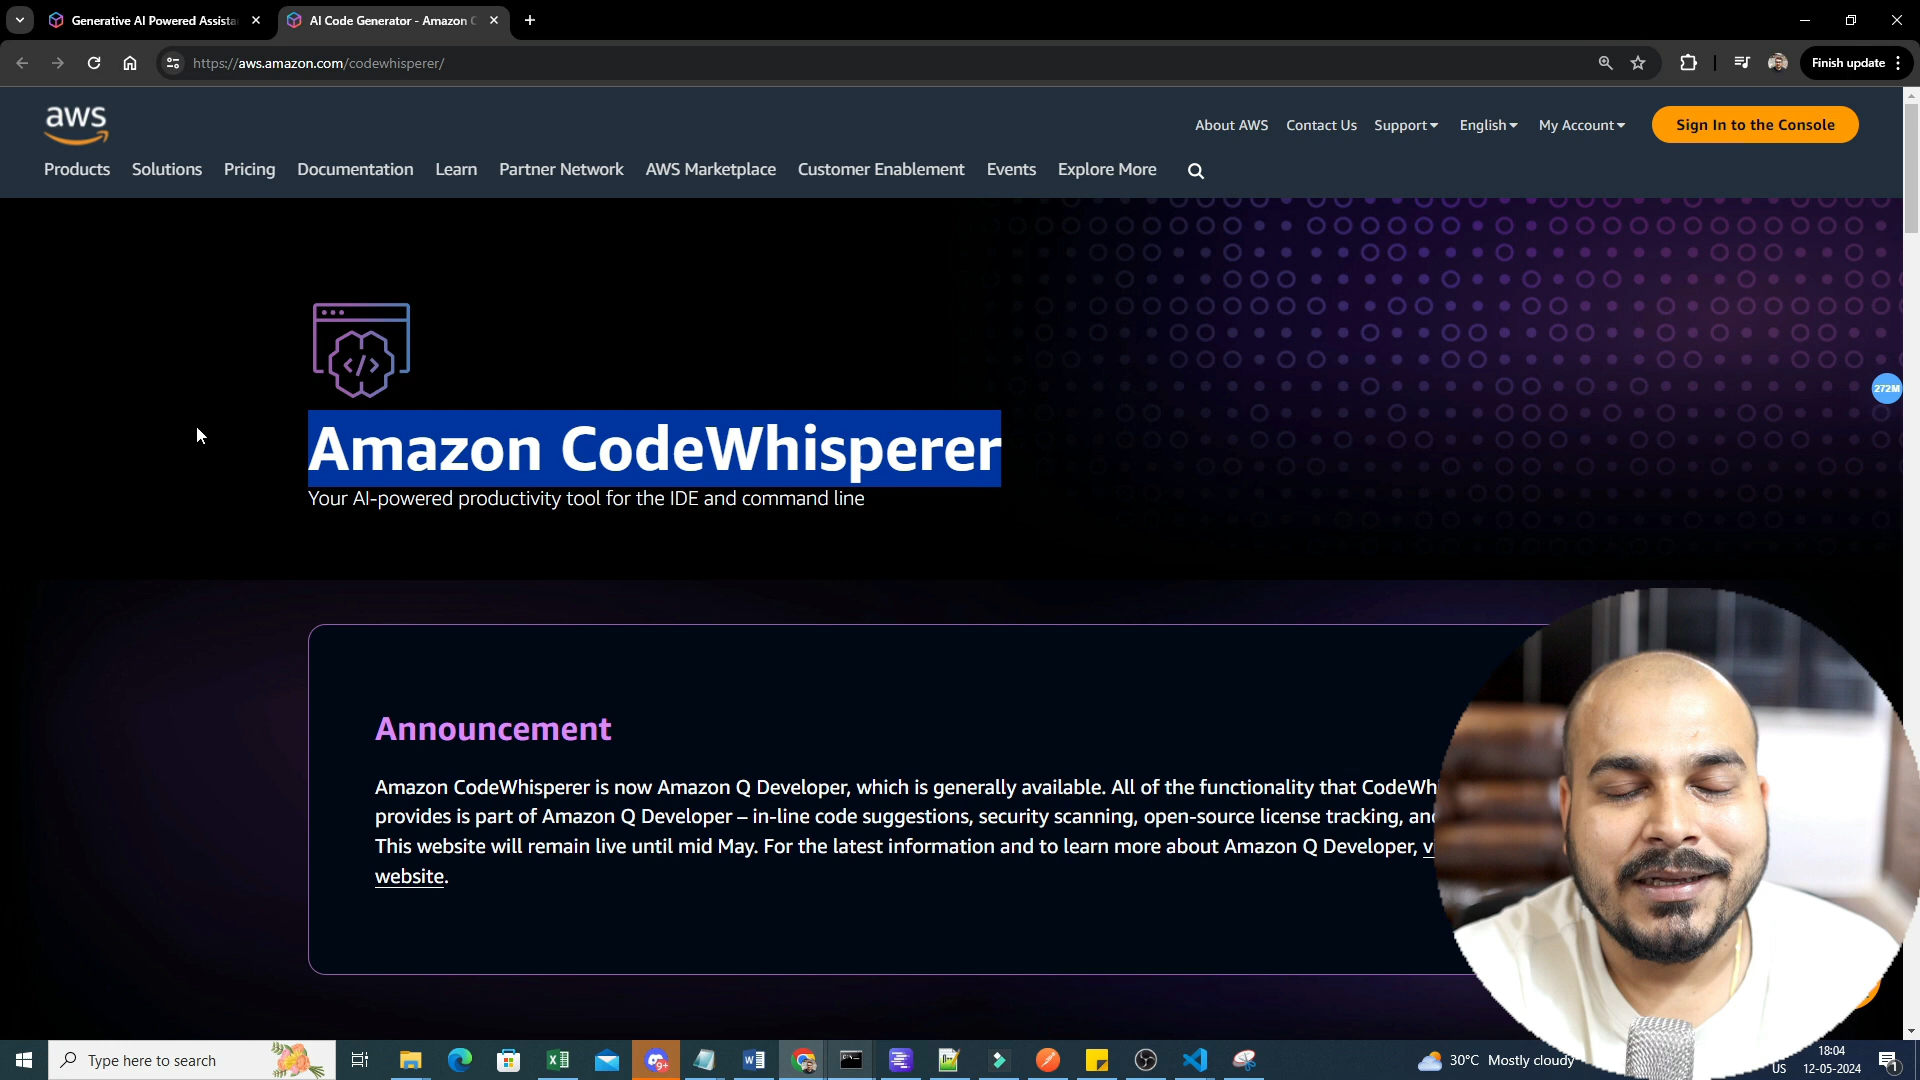 Generative AI Powered Assista
AI Code Generator - Amazon C
https://aws.amazon.com/codewhisperer/
Finish update
aws
About AWS Contact Us Support English My Account Sign In to the Console
Products Solutions Pricing Documentation Learn Partner Network AWS Marketplace Customer Enablement Events Explore More
272M
Amazon CodeWhisperer
Your AI-powered productivity tool for the IDE and command line
Announcement
Amazon CodeWhisperer is now Amazon Q Developer, which is generally available. All of the functionality that CodeWh
provides is part of Amazon Q Developer – in-line code suggestions, security scanning, open-source license tracking, an
This website will remain live until mid May. For the latest information and to learn more about Amazon Q Developer, v
website.
Type here to search
9+
30°C Mostly cloudy
US
18:04
12-05-2024
1